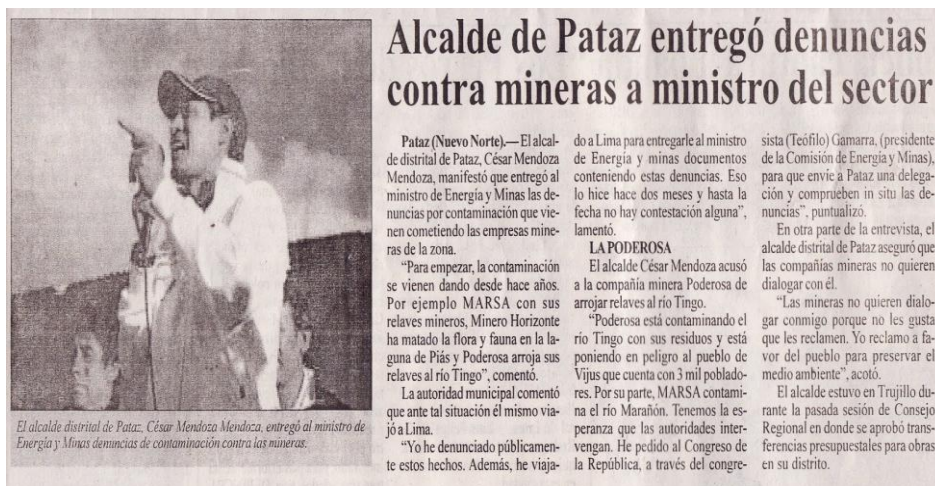 Alcalde de Pataz entregó denuncias
contra mineras a ministro del sector
Pataz (Nuevo Norte).— El alcal-
de distrital de Pataz, César Mendoza
Mendoza, manifestó que entregó al
ministro de Energía y Minas las de-
nuncias por contaminación que vie-
nen cometiendo las empresas mine-
ras de la zona.
“Para empezar, la contaminación
se vienen dando desde hace años.
Por ejemplo MARSA con sus
relaves mineros, Minero Horizonte
ha matado la flora y fauna en la la-
guna de Piás y Poderosa arroja sus
relaves al río Tingo”, comentó.
La autoridad municipal comentó
que ante tal situación él mismo via-
jó a Lima.
“Yo he denunciado públicamen-
te estos hechos. Además, he viaja-
do a Lima para entregarle al ministro
de Energía y minas documentos
conteniendo estas denuncias. Eso
lo hice hace dos meses y hasta la
fecha no hay contestación alguna”,
lamentó.
LA PODEROSA
El alcalde César Mendoza acusó
a la compañía minera Poderosa de
arrojar relaves al río Tingo.
“Poderosa está contaminando el
río Tingo con sus residuos y está
poniendo en peligro al pueblo de
Vijus que cuenta con 3 mil poblado-
res. Por su parte, MARSA contami-
na el río Marañón. Tenemos la es-
peranza que las autoridades inter-
vengan. He pedido al Congreso de
la República, a través del congre-
sista (Teófilo) Gamarra, (presidente
de la Comisión de Energía y Minas),
para que envíe a Pataz una delega-
ción y comprueben in situ las de-
nuncias”, puntualizó.
En otra parte de la entrevista, el
alcalde distrital de Pataz aseguró que
las compañías mineras no quieren
dialogar con él.
“Las mineras no quieren dialo-
gar conmigo porque no les gusta
que les reclamen. Yo reclamo a fa-
vor del pueblo para preservar el
medio ambiente”, acotó.
El alcalde estuvo en Trujillo du-
rante la pasada sesión de Consejo
Regional en donde se aprobó trans-
ferencias presupuestales para obras
en su distrito.
El alcalde distrital de Pataz, César Mendoza Mendoza, entregó al ministro de
Energía y Minas denuncias de contaminación contra las mineras.